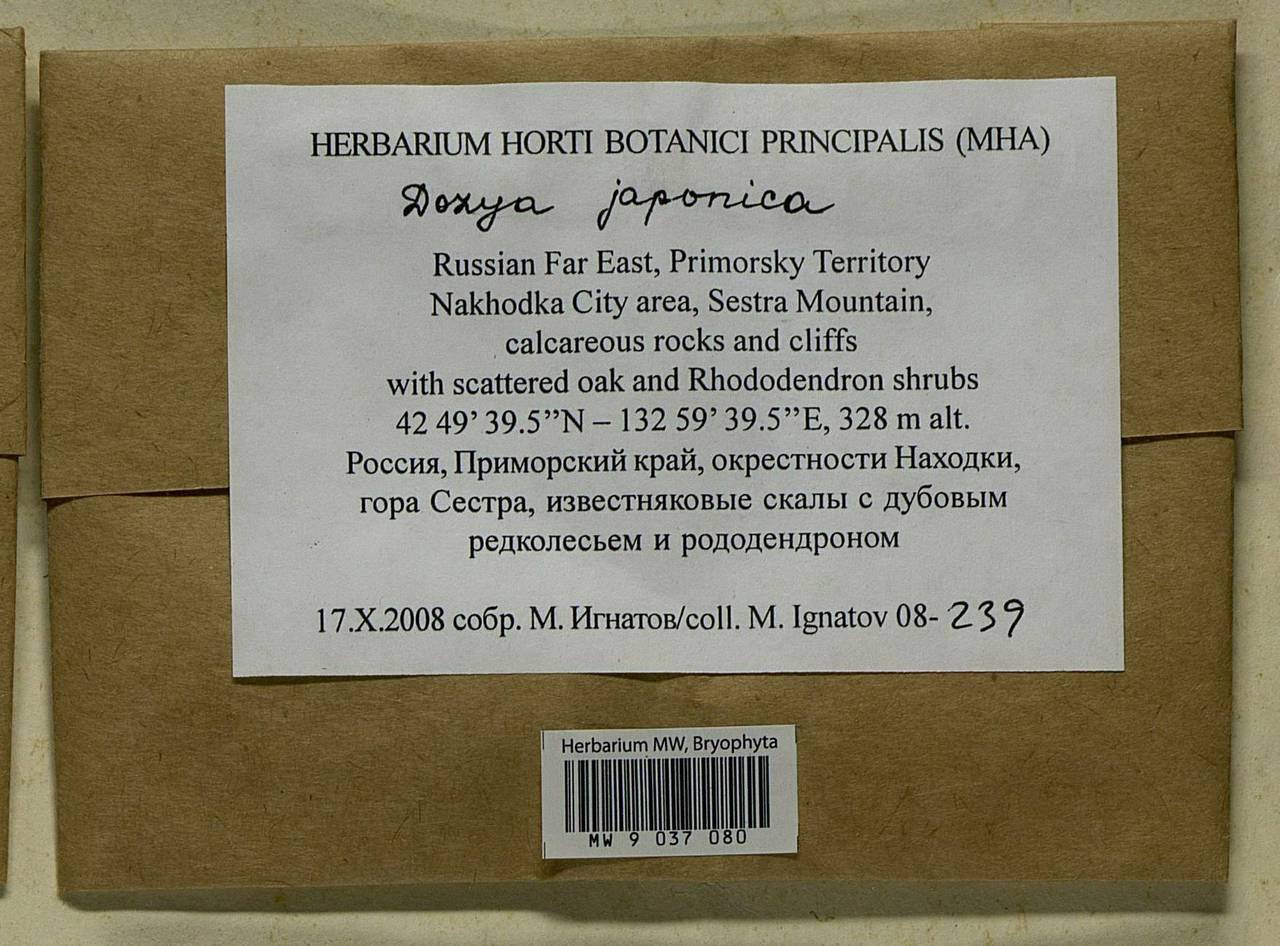 HERBARIUM HORTI BOTANICI PRINCIPALIS (MHA)
Dozya japonica
Russian Far East, Primorsky Territory
Nakhodka City area, Sestra Mountain,
calcareous rocks and cliffs
with scattered oak and Rhododendron shrubs
42 49’ 39.5”N – 132 59’ 39.5”E, 328 m alt.
Россия, Приморский край, окрестности Находки,
гора Сестра, известняковые скалы с дубовым
редколесьем и рододендроном
17.X.2008 собр. М. Игнатов/coll. M. Ignatov 08- 239
Herbarium MW, Bryophyta
MW 9 037 080